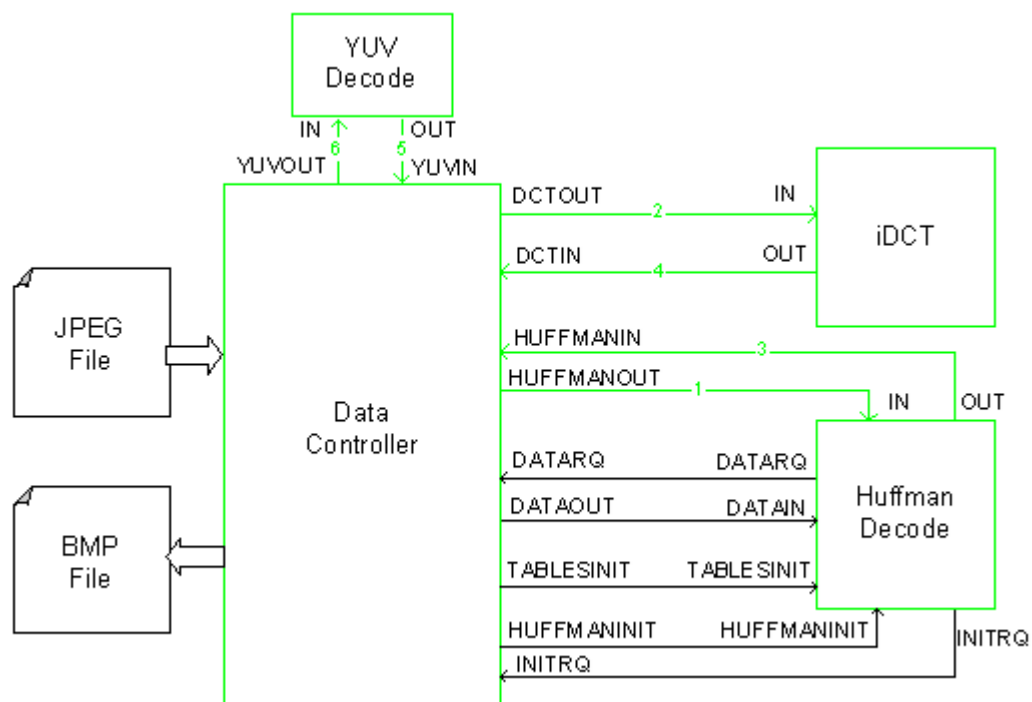 YUV
Decode
IN
OUT
6
5
YUVOUT
YUVIN
DCTOUT
IN
2
iDCT
DCTIN
OUT
4
JPEG
File
HUFFMANIN
3
HUFFMANOUT
1
IN
OUT
Data
Controller
DATARQ
DATARQ
DATAOUT
DATAIN
Huffman
Decode
BMP
File
TABLESINIT
TABLESINIT
HUFFMANINIT
HUFFMANINIT
INITRQ
INITRQ